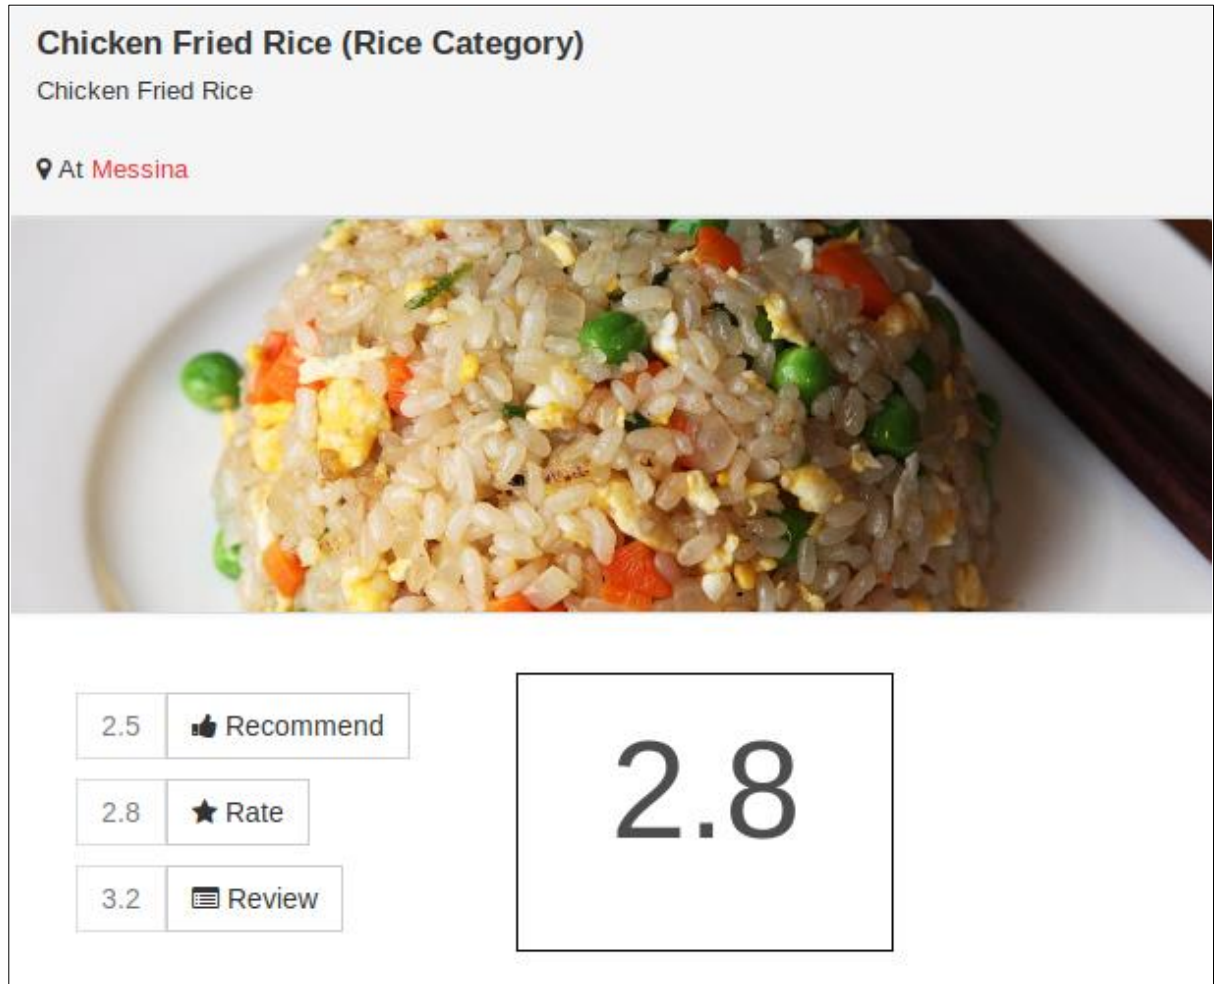 Chicken Fried Rice (Rice Category)
Chicken Fried Rice
At Messina
2.5 Recommend
2.8 Rate
3.2 Review
2.8